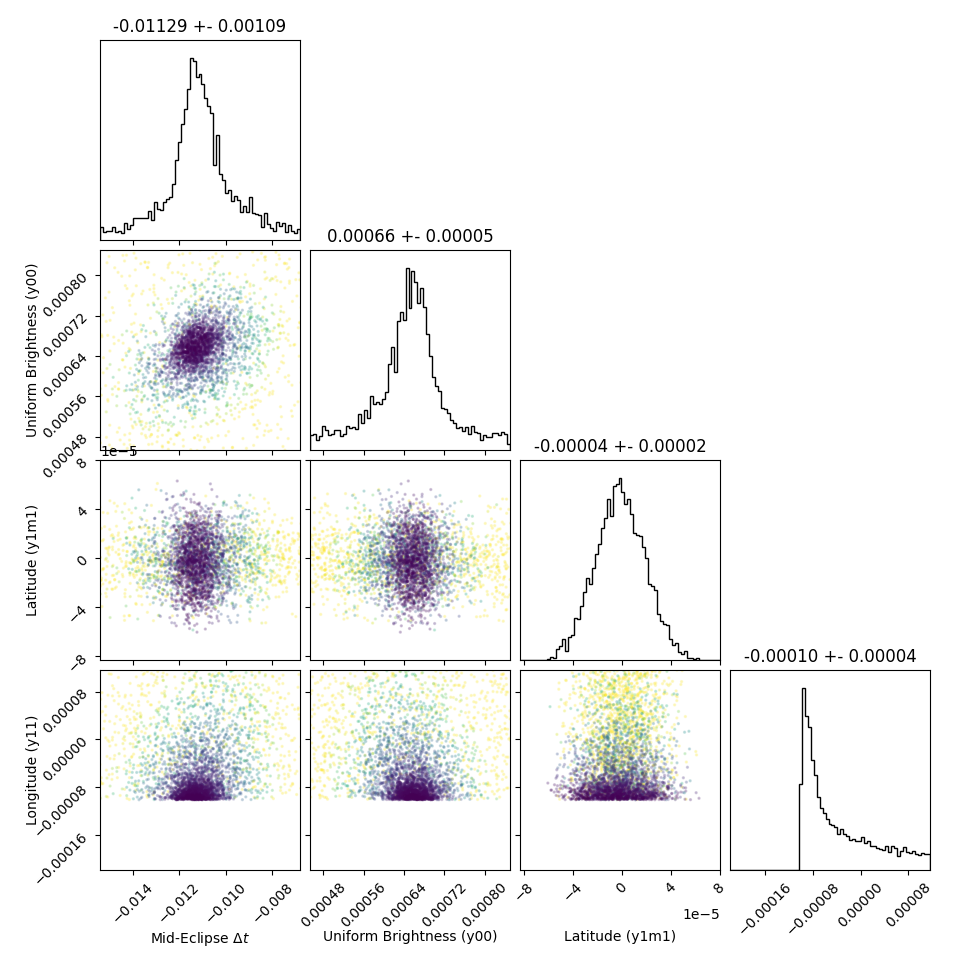 -0.01129 +- 0.00109
0.00066 +- 0.00005
Uniform Brightness (y00)
0.00080
0.00072
0.00064
0.00056
0.00048
-0.00004 +- 0.00002
1e−5
Latitude (y1m1)
8
4
0
−4
−8
-0.00010 +- 0.00004
Longitude (y11)
0.00008
0.00000
−0.00008
−0.00016
−0.014
−0.012
−0.010
−0.008
Mid-Eclipse Δt
0.00048
0.00056
0.00064
0.00072
0.00080
Uniform Brightness (y00)
−8
−4
0
4
8
1e−5
Latitude (y1m1)
−0.00016
−0.00008
0.00000
0.00008